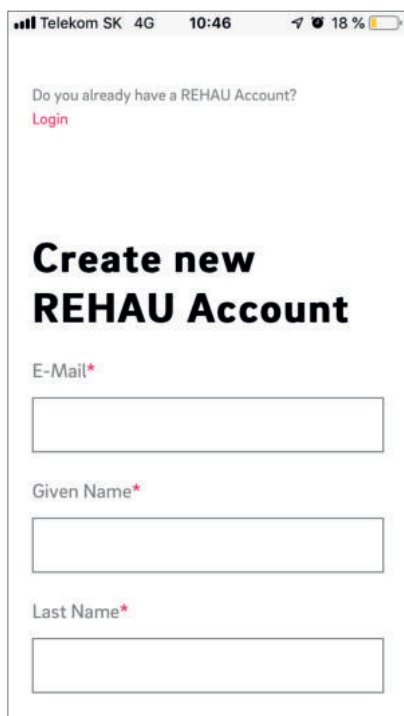 Telekom SK 4G 10:46 18 %
Do you already have a REHAU Account?
Login
Create new
REHAU Account
E-Mail*
Given Name*
Last Name*